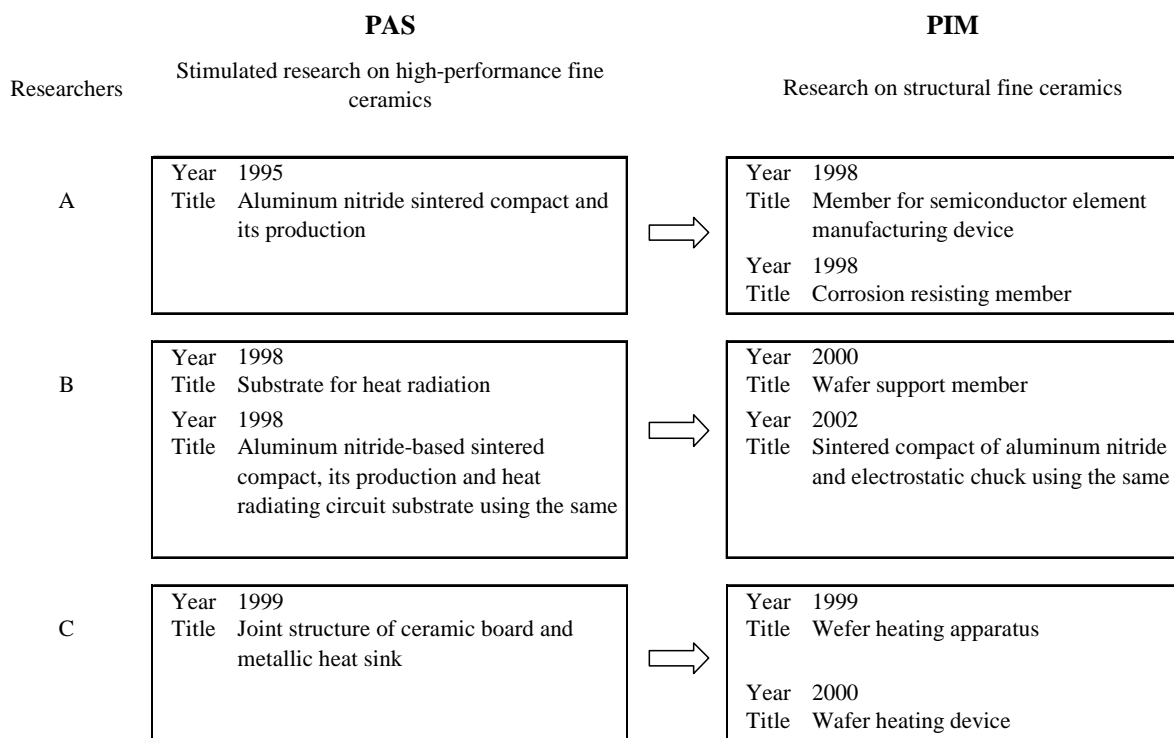 PAS
PIM
Researchers
Stimulated research on high-performance fine
ceramics
Research on structural fine ceramics
A
Year 1995
Title Aluminum nitride sintered compact and
its production
Year 1998
Title Member for semiconductor element
manufacturing device
Year 1998
Title Corrosion resisting member
B
Year 1998
Title Substrate for heat radiation
Year 1998
Title Aluminum nitride-based sintered
compact, its production and heat
radiating circuit substrate using the same
Year 2000
Title Wafer support member
Year 2002
Title Sintered compact of aluminum nitride
and electrostatic chuck using the same
C
Year 1999
Title Joint structure of ceramic board and
metallic heat sink
Year 1999
Title Wefer heating apparatus
Year 2000
Title Wafer heating device